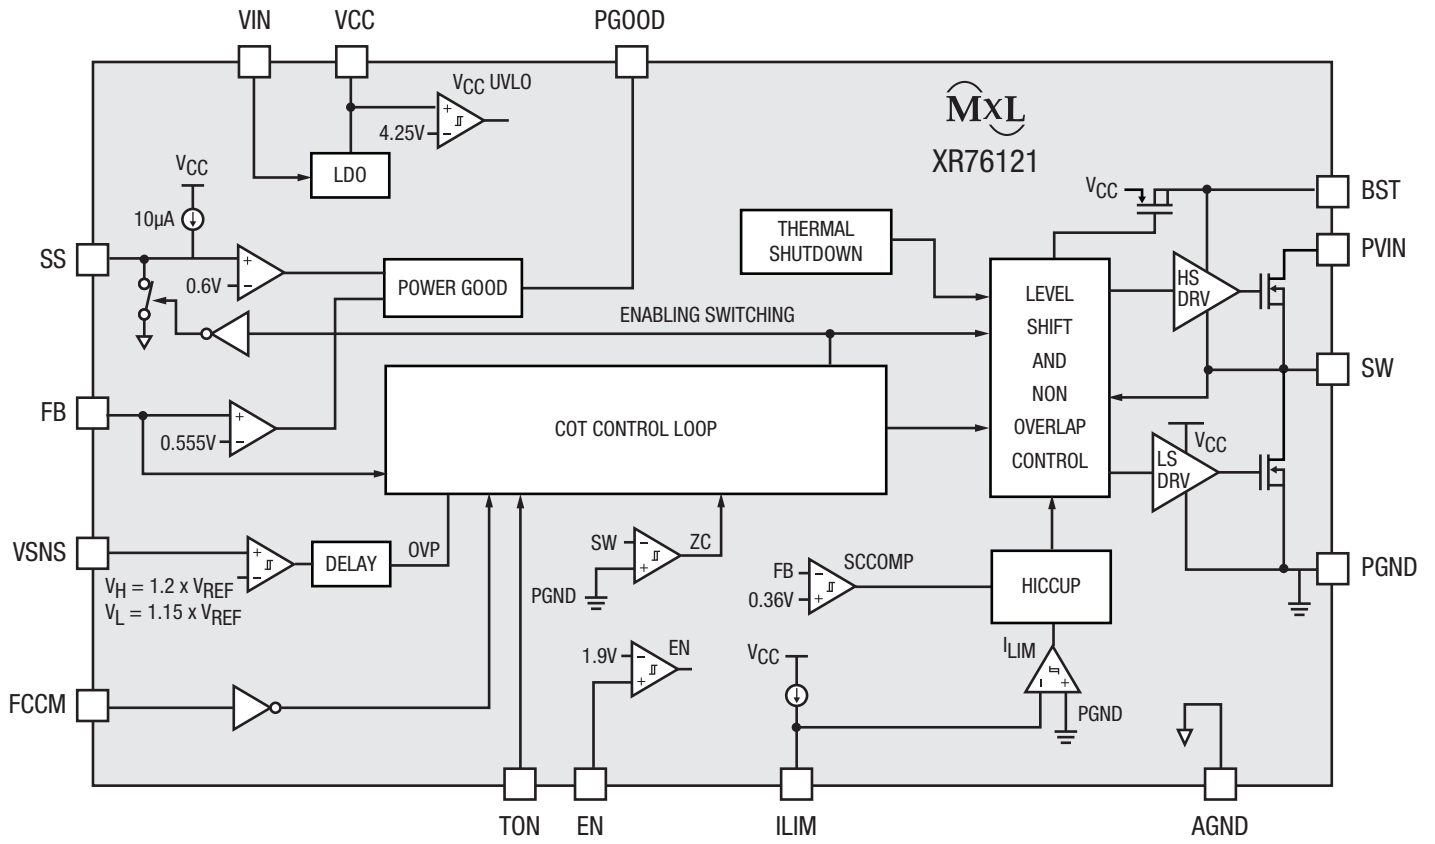 VIN
VCC
PGOOD
VCC UVLO
+
4.25V
−
LDO
MxL
XR76121
VCC
10µA
SS
+
0.6V
−
POWER GOOD
THERMAL
SHUTDOWN
ENABLING SWITCHING
VCC
BST
PVIN
HS
DRV
LEVEL
SHIFT
AND
NON
OVERLAP
CONTROL
SW
FB
+
0.555V
−
COT CONTROL LOOP
VCC
LS
DRV
VSNS
+
−
DELAY
OVP
VH = 1.2 x VREF
VL = 1.15 x VREF
SW
−
+
ZC
PGND
FB
−
0.36V
+
SCCOMP
HICCUP
PGND
1.9V
−
+
EN
VCC
ILIM
−
+
PGND
FCCM
TON
EN
ILIM
AGND